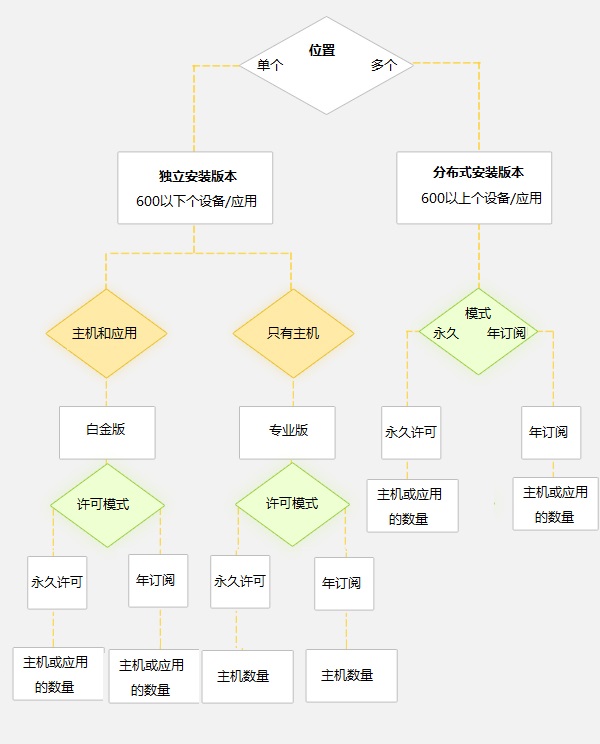 位置
单个
多个
独立安装版本
600以下个设备/应用
分布式安装版本
600以上个设备/应用
主机和应用
只有主机
模式
永久
年订阅
白金版
专业版
永久许可
年订阅
许可模式
许可模式
主机或应用
的数量
主机或应用
的数量
永久许可
年订阅
永久许可
年订阅
主机或应用
的数量
主机或应用
的数量
主机数量
主机数量